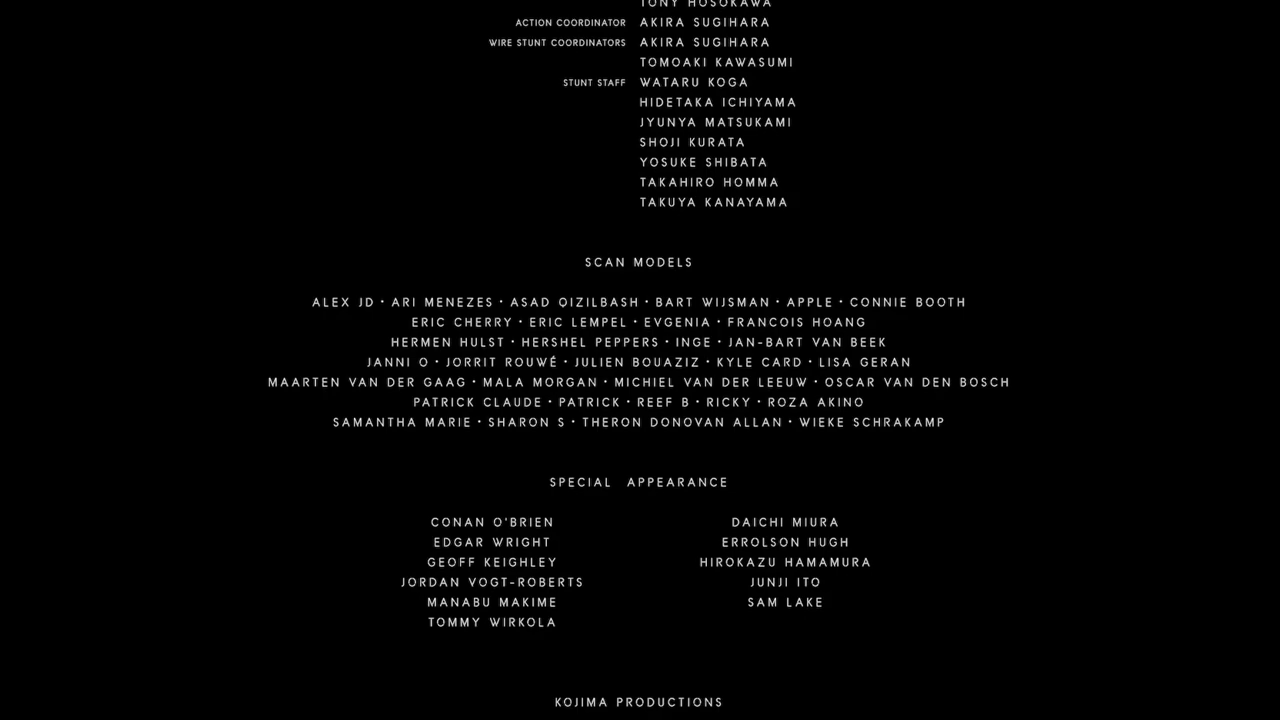 TONY HOSOKAWA
ACTION COORDINATOR AKIRA SUGIHARA
WIRE STUNT COORDINATORS AKIRA SUGIHARA
TOMOAKI KAWASUMI
STUNT STAFF WATARU KOGA
HIDETAKA ICHIYAMA
JYUNYA MATSUKAMI
SHOJI KURATA
YOSUKE SHIBATA
TAKAHIRO HOMMA
TAKUYA KANAYAMA
SCAN MODELS
ALEX JD · ARI MENEZES · ASAD QIZILBASH · BART WIJSMAN · APPLE · CONNIE BOOTH
ERIC CHERRY · ERIC LEMPEL · EVGENIA · FRANCOIS HOANG
HERMEN HULST · HERSHEL PEPPERS · INGE · JAN-BART VAN BEEK
JANNI O · JORRIT ROUWÉ · JULIEN BOUAZIZ · KYLE CARD · LISA GERAN
MAARTEN VAN DER GAAG · MALA MORGAN · MICHIEL VAN DER LEEUW · OSCAR VAN DEN BOSCH
PATRICK CLAUDE · PATRICK · REEF B · RICKY · ROZA AKINO
SAMANTHA MARIE · SHARON S · THERON DONOVAN ALLAN · WIEKE SCHRAKAMP
SPECIAL APPEARANCE
CONAN O'BRIEN DAICHI MIURA
EDGAR WRIGHT ERROLSON HUGH
GEOFF KEIGHLEY HIROKAZU HAMAMURA
JORDAN VOGT-ROBERTS JUNJI ITO
MANABU MAKIME SAM LAKE
TOMMY WIRKOLA
KOJIMA PRODUCTIONS